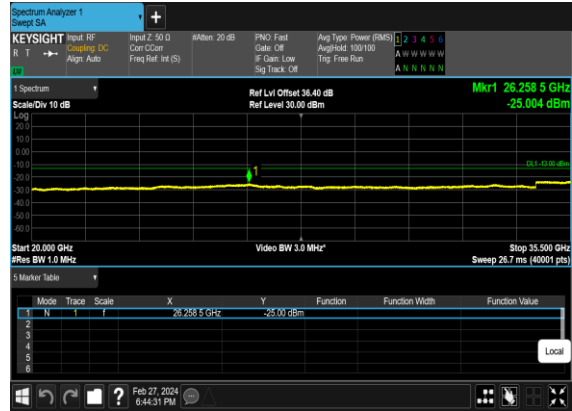 Spectrum Analyzer 1
Swept SA
+
KEYSIGHT Input: RF Input Z: 50 Ω #Atten: 20 dB PNO: Fast Avg Type: Power (RMS) 1 2 3 4 5 6
R T Coupling: DC Corr CCorr Gate: Off Avg|Hold: 100/100 A W W W W W
Align: Auto Freq Ref: Int (S) IF Gain: Low Trig: Free Run
Sig Track: Off A N N N N N
1 Spectrum Ref Lvl Offset 36.40 dB Mkr1 26.258 5 GHz
Scale/Div 10 dB Ref Level 30.00 dBm -25.004 dBm
Log
20.0
10.0
0.00
-10.0 DL1 -13.00 dBm
1
-20.0
-30.0
-40.0
-50.0
-60.0
Start 20.000 GHz Video BW 3.0 MHz* Stop 35.500 GHz
#Res BW 1.0 MHz Sweep 26.7 ms (40001 pts)
5 Marker Table
Mode Trace Scale X Y Function Function Width Function Value
1 N 1 f 26.258 5 GHz -25.00 dBm
2
3
4
5
6
Local
? Feb 27, 2024
6:44:31 PM